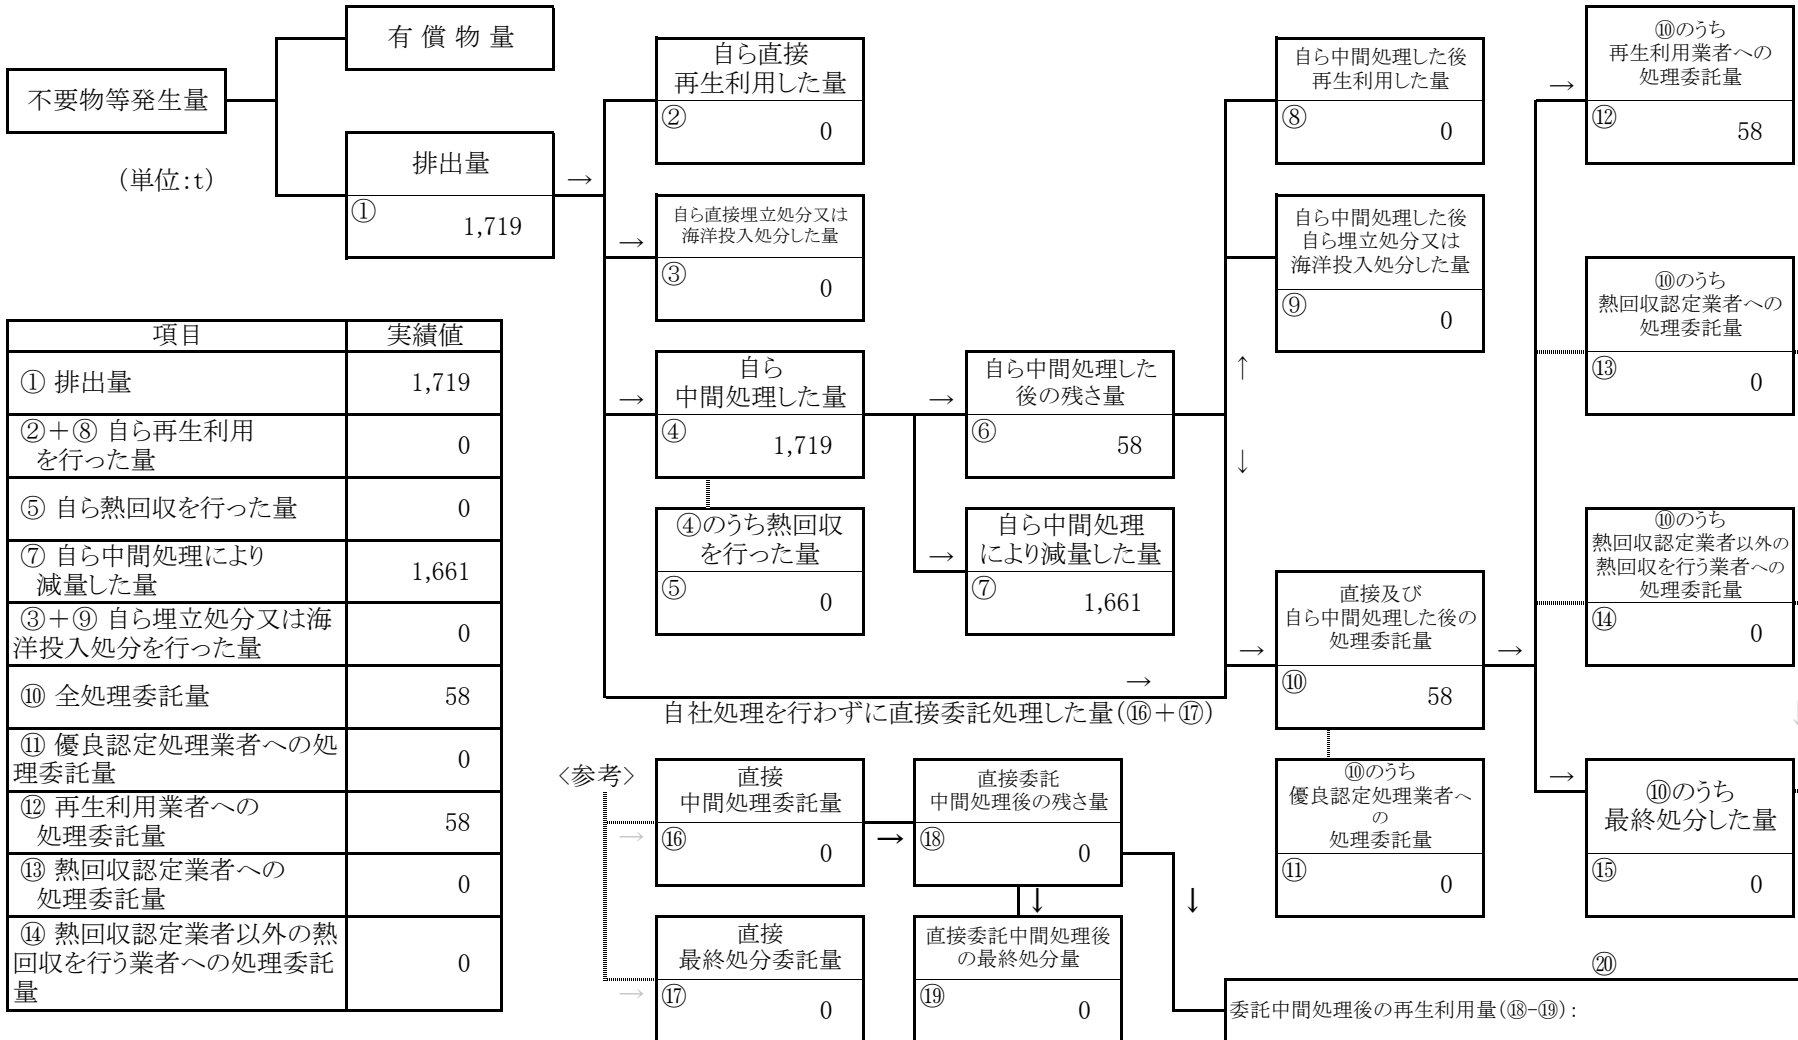 有 償 物 量
不要物等発生量
(単位:t)
排出量
①
1,719
→
自ら直接
再生利用した量
②
0
→
自ら直接埋立処分又は
海洋投入処分した量
③
0
→
自ら
中間処理した量
④
1,719
④のうち熱回収
を行った量
⑤
0
→
自ら中間処理した
後の残さ量
⑥
58
→
自ら中間処理
により減量した量
⑦
1,661
自ら中間処理した後
再生利用した量
⑧
0
自ら中間処理した後
自ら埋立処分又は
海洋投入処分した量
⑨
0
↑
↓
→
直接及び
自ら中間処理した後の
処理委託量
⑩
58
⑩のうち
優良認定処理業者へ
の
処理委託量
⑪
0
→
→
⑩のうち
再生利用業者への
処理委託量
⑫
58
⑩のうち
熱回収認定業者への
処理委託量
⑬
0
⑩のうち
熱回収認定業者以外の
熱回収を行う業者への
処理委託量
⑭
0
→
⑩のうち
最終処分した量
⑮
0
→
自社処理を行わずに直接委託処理した量(⑯+⑰)
項目 実績値
① 排出量 1,719
②+⑧ 自ら再生利用
を行った量
0
⑤ 自ら熱回収を行った量 0
⑦ 自ら中間処理により
減量した量
1,661
③+⑨ 自ら埋立処分又は海
洋投入処分を行った量
0
⑩ 全処理委託量 58
⑪ 優良認定処理業者への処
理委託量
0
⑫ 再生利用業者への
処理委託量
58
⑬ 熱回収認定業者への
処理委託量
0
⑭ 熱回収認定業者以外の熱
回収を行う業者への処理委託
量
0
<参考>
→
直接
中間処理委託量
⑯
0
→
直接委託
中間処理後の残さ量
⑱
0
→
直接
最終処分委託量
⑰
0
↓
直接委託中間処理後
の最終処分量
⑲
0
↓
⑳
委託中間処理後の再生利用量(⑱-⑲):